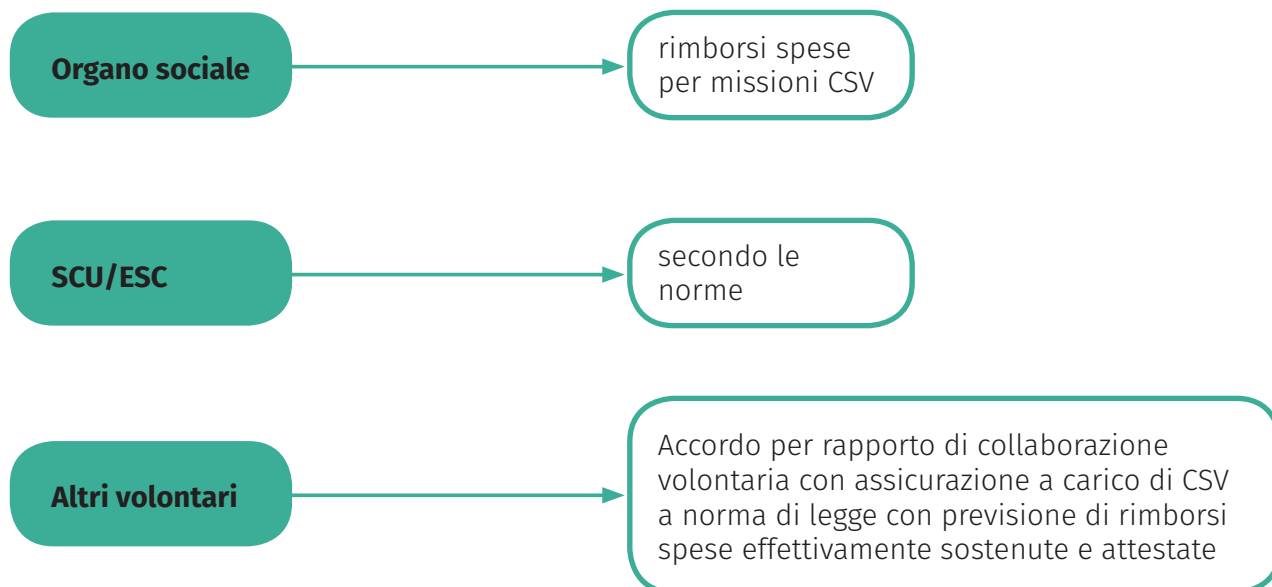 Organo sociale
rimborsi spese
per missioni CSV
SCU/ESC
secondo le
norme
Altri volontari
Accordo per rapporto di collaborazione
volontaria con assicurazione a carico di CSV
a norma di legge con previsione di rimborsi
spese effettivamente sostenute e attestate